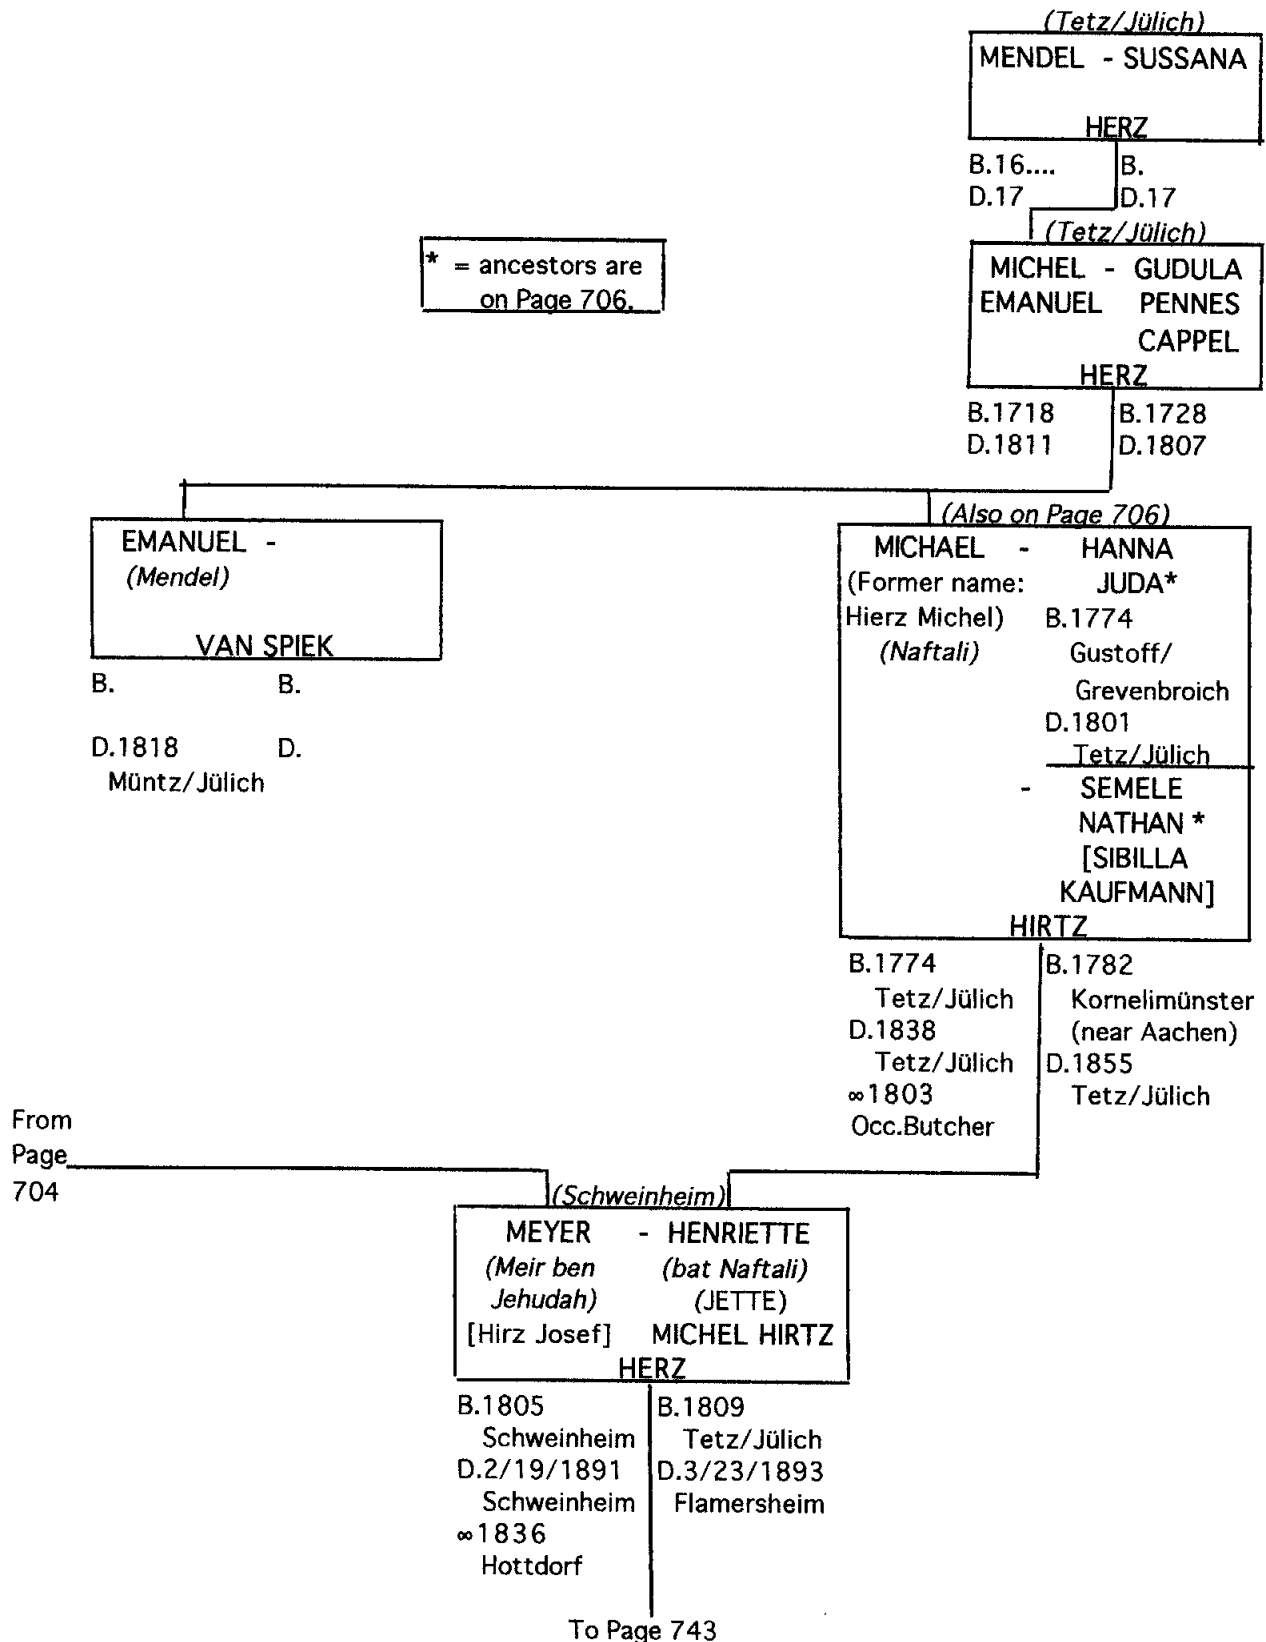 (Tetz/Jülich)
MENDEL - SUSSANA
HERZ
B.16.... B.
D.17 D.17
(Tetz/Jülich)
* = ancestors are
on Page 706.
MICHEL - GUDULA
EMANUEL PENNES
CAPPEL
HERZ
B.1718 B.1728
D.1811 D.1807
EMANUEL -
(Mendel)
VAN SPIEK
B. B.
D.1818 D.
Müntz/Jülich
(Also on Page 706)
MICHAEL - HANNA
(Former name: JUDA*
Hierz Michel) B.1774
(Naftali) Gustoff/
Grevenbroich
D.1801
Tetz/Jülich
- SEMELE
NATHAN *
[SIBILLA
KAUFMANN]
HIRTZ
B.1774 B.1782
Tetz/Jülich Kornelimünster
D.1838 (near Aachen)
Tetz/Jülich D.1855
∞1803 Tetz/Jülich
Occ.Butcher
From
Page
704
(Schweinheim)
MEYER - HENRIETTE
(Meir ben (bat Naftali)
Jehudah) (JETTE)
[Hirz Josef] MICHEL HIRTZ
HERZ
B.1805 B.1809
Schweinheim Tetz/Jülich
D.2/19/1891 D.3/23/1893
Schweinheim Flamersheim
∞1836
Hottdorf
To Page 743